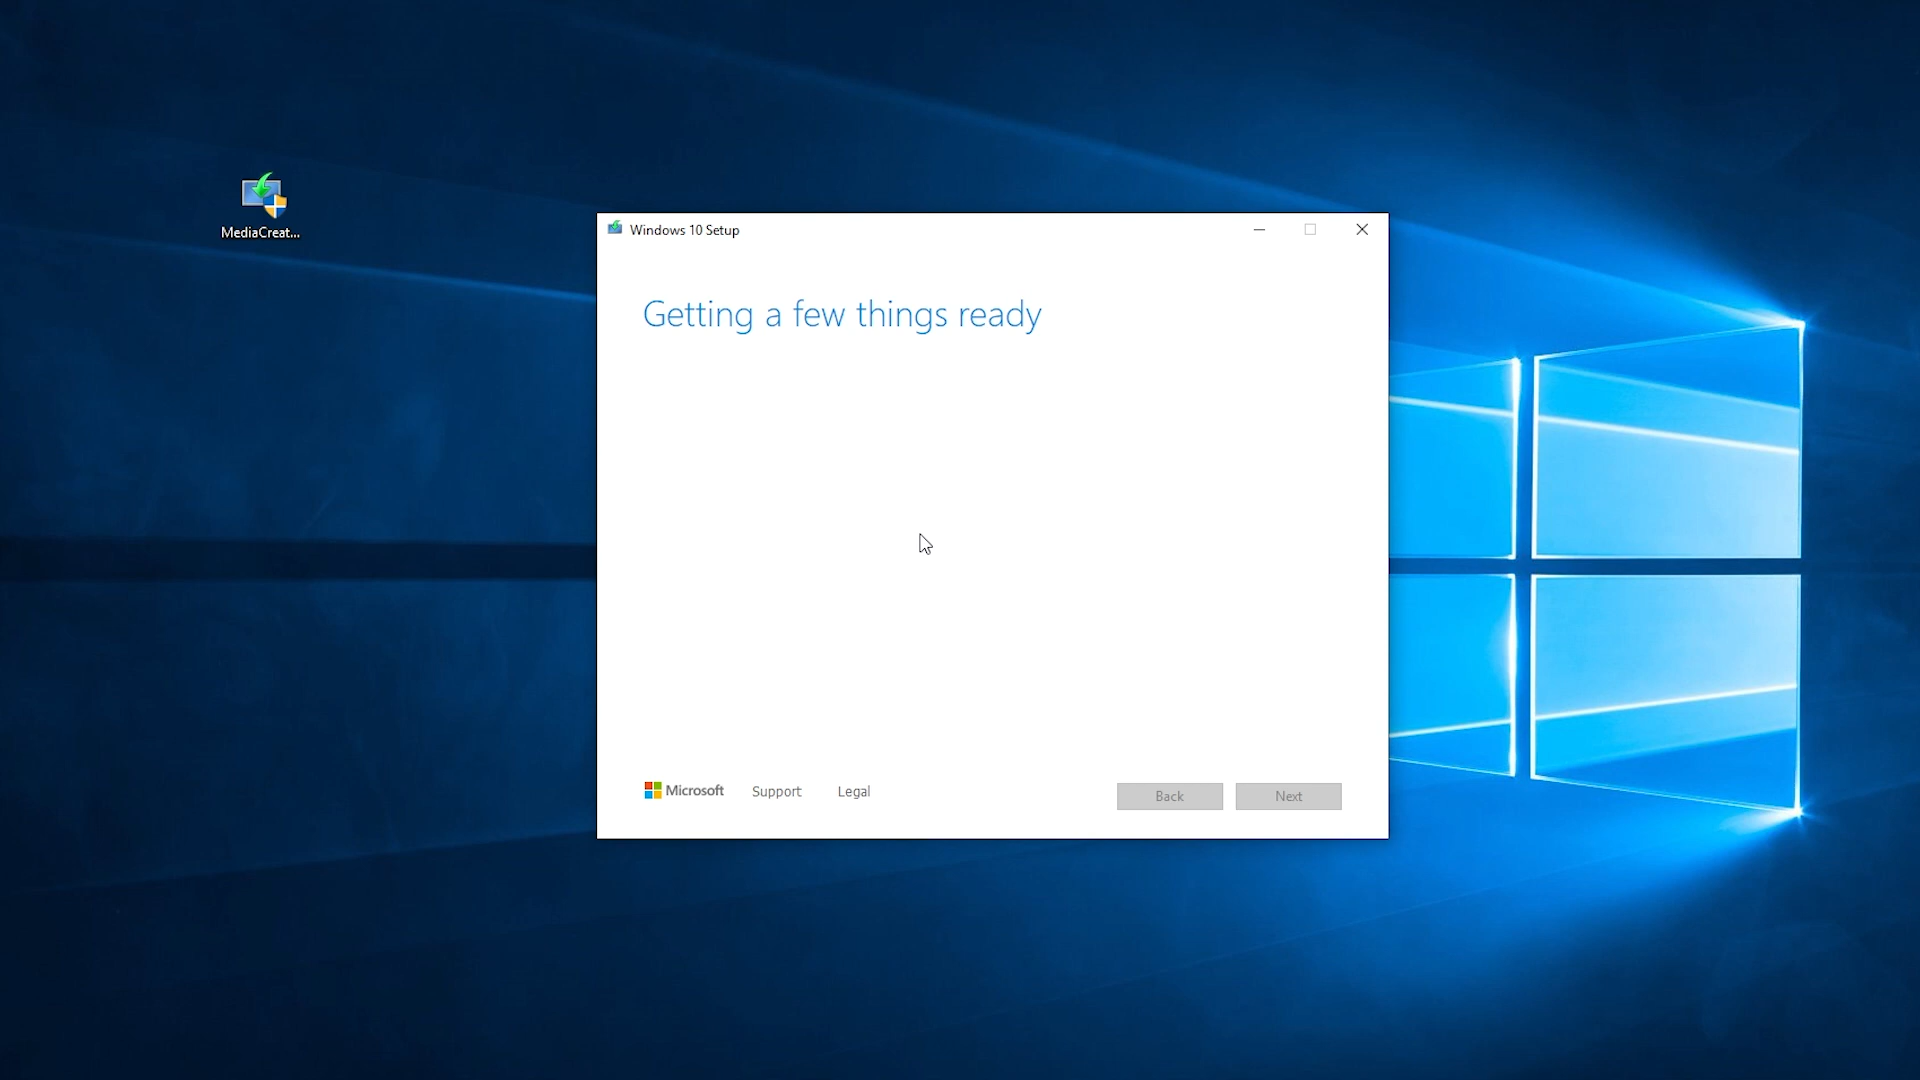 MediaCreat...
Windows 10 Setup
Getting a few things ready
Microsoft Support Legal
Back Next